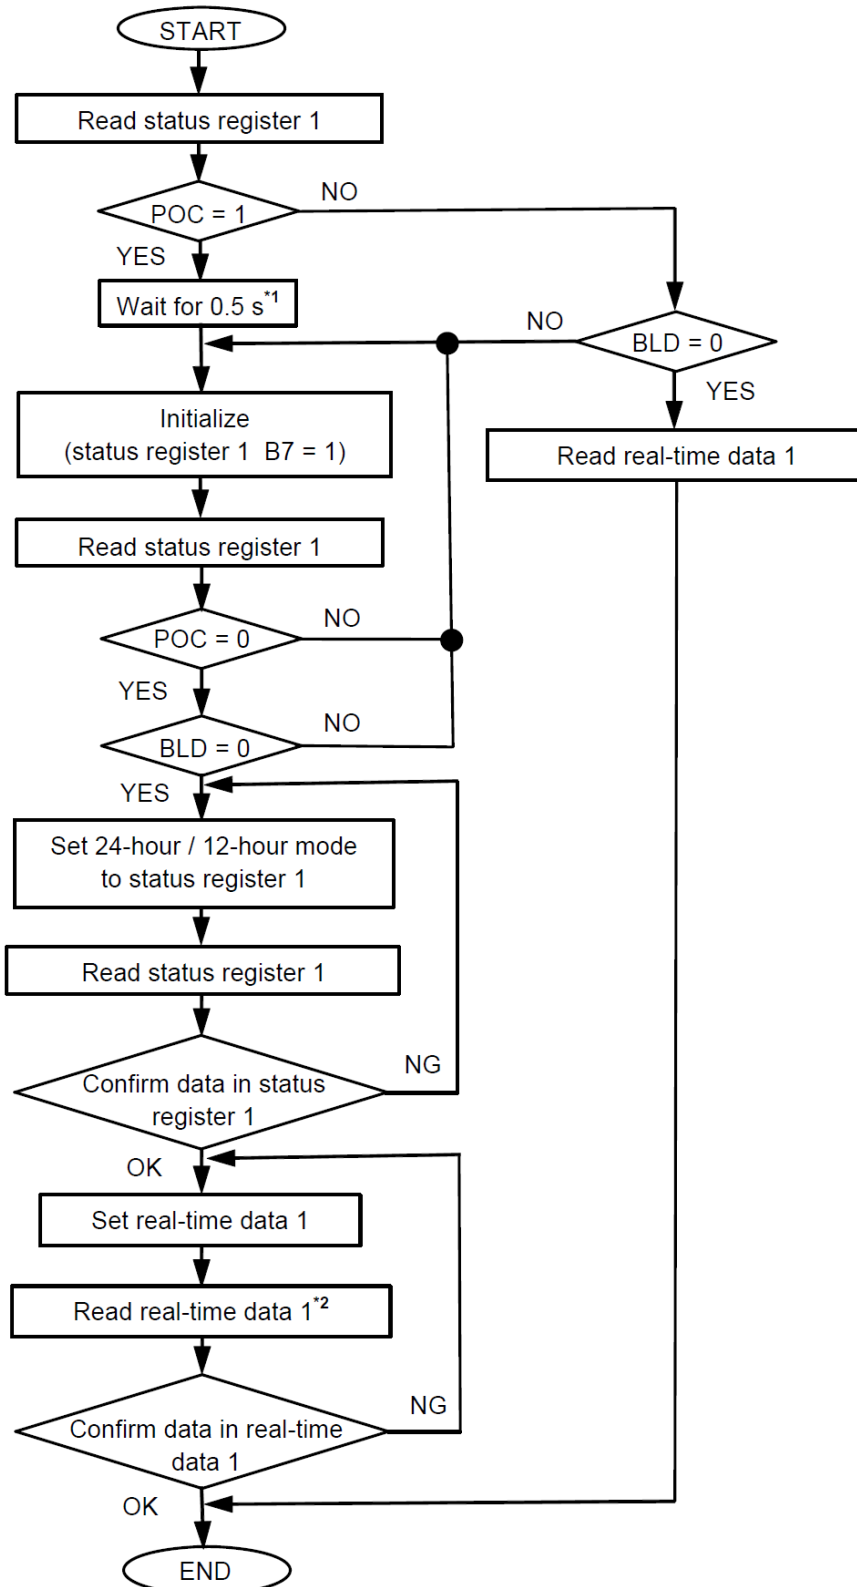 START
Read status register 1
POC = 1
NO
YES
Wait for 0.5 s*1
NO
BLD = 0
YES
Initialize
(status register 1 B7 = 1)
Read real-time data 1
Read status register 1
POC = 0
NO
YES
BLD = 0
NO
YES
Set 24-hour / 12-hour mode
to status register 1
Read status register 1
Confirm data in status
register 1
NG
OK
Set real-time data 1
Read real-time data 1*2
Confirm data in real-time
data 1
NG
OK
END